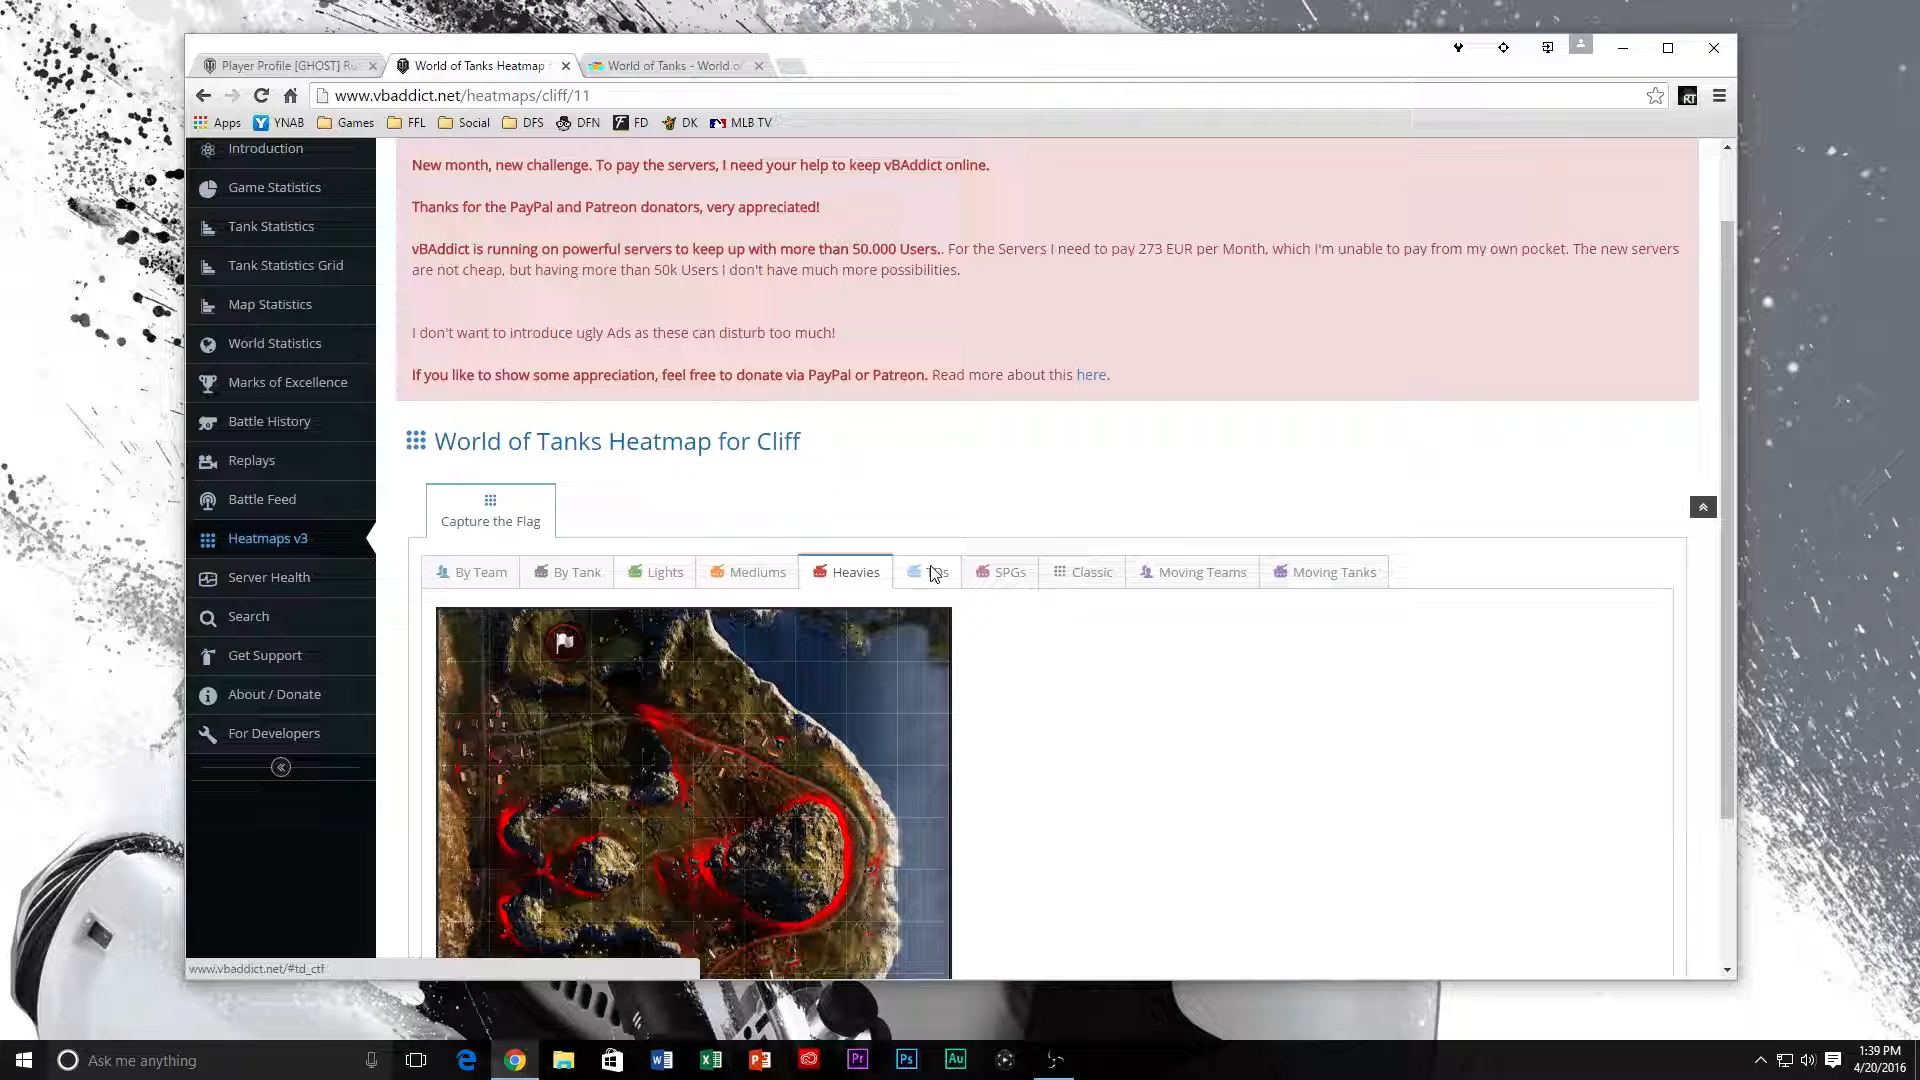 Player Profile [GHOST] Ru
World of Tanks Heatmap
World of Tanks - World of
www.vbaddict.net/heatmaps/cliff/11
Apps
YNAB
Games
FFL
Social
DFS
DFN
FD
DK
MLB TV
Introduction
Game Statistics
Tank Statistics
Tank Statistics Grid
Map Statistics
World Statistics
Marks of Excellence
Battle History
Replays
Battle Feed
Heatmaps v3
Server Health
Search
Get Support
About / Donate
For Developers
New month, new challenge. To pay the servers, I need your help to keep vBAddict online.
Thanks for the PayPal and Patreon donators, very appreciated!
vBAddict is running on powerful servers to keep up with more than 50.000 Users.. For the Servers I need to pay 273 EUR per Month, which I'm unable to pay from my own pocket. The new servers
are not cheap, but having more than 50k Users I don't have much more possibilities.
I don't want to introduce ugly Ads as these can disturb too much!
If you like to show some appreciation, feel free to donate via PayPal or Patreon. Read more about this here.
World of Tanks Heatmap for Cliff
Capture the Flag
By Team
By Tank
Lights
Mediums
Heavies
SPGs
Classic
Moving Teams
Moving Tanks
www.vbaddict.net/#td_ctf
Ask me anything
1:39 PM
4/20/2016